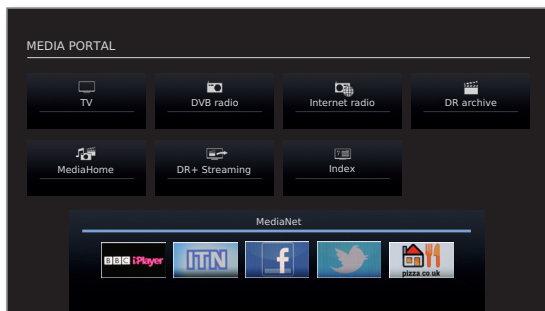 MEDIA PORTAL
TV
DVB radio
Internet radio
DR archive
MediaHome
DR+ Streaming
Index
MediaNet
BBC iPlayer
ITN
f
pizza.co.uk